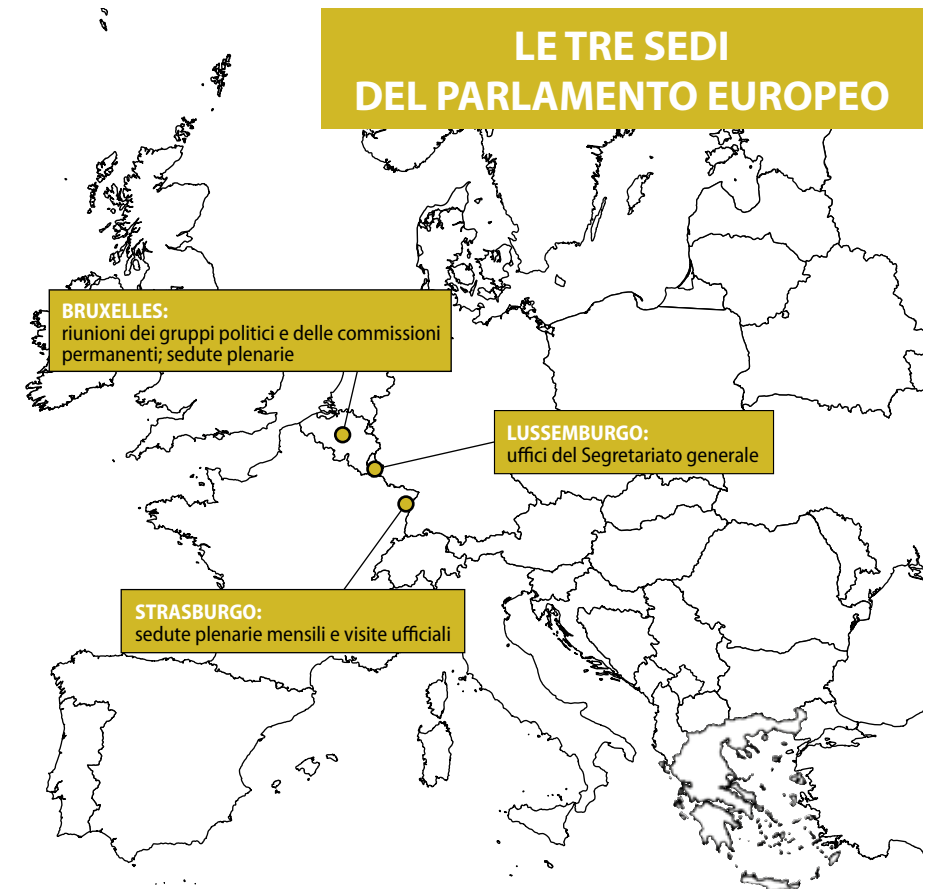 LE TRE SEDI
DEL PARLAMENTO EUROPEO
BRUXELLES:
riunioni dei gruppi politici e delle commissioni
permanenti; sedute plenarie
LUSSEMBURGO:
uffici del Segretariato generale
STRASBURGO:
sedute plenarie mensili e visite ufficiali